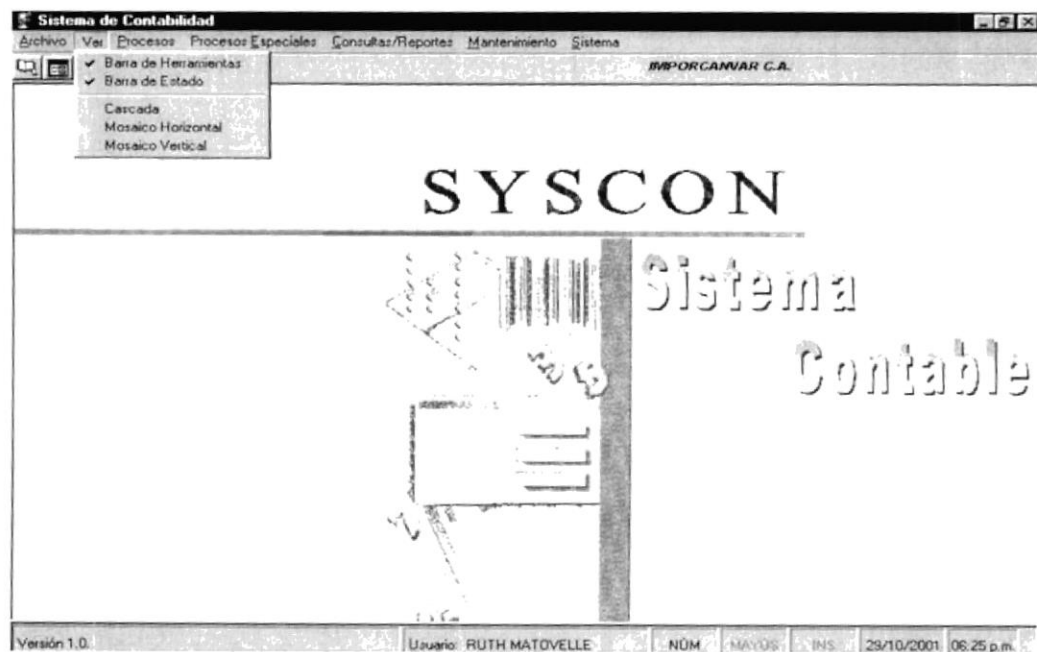 Sistema de Contabilidad
Archivo Ver Procesos Procesos Especiales Consultas/Reportes Mantenimiento Sistema
IMPORCANVAR C.A.
Barra de Herramientas
Barra de Estado
Cascada
Mosaico Horizontal
Mosaico Vertical
SYSCON
Sistema
Contable
Versión 1.0. Usuario: RUTH MATOVELLE NÚM MAYÚS INS 29/10/2001 06:25 p.m.